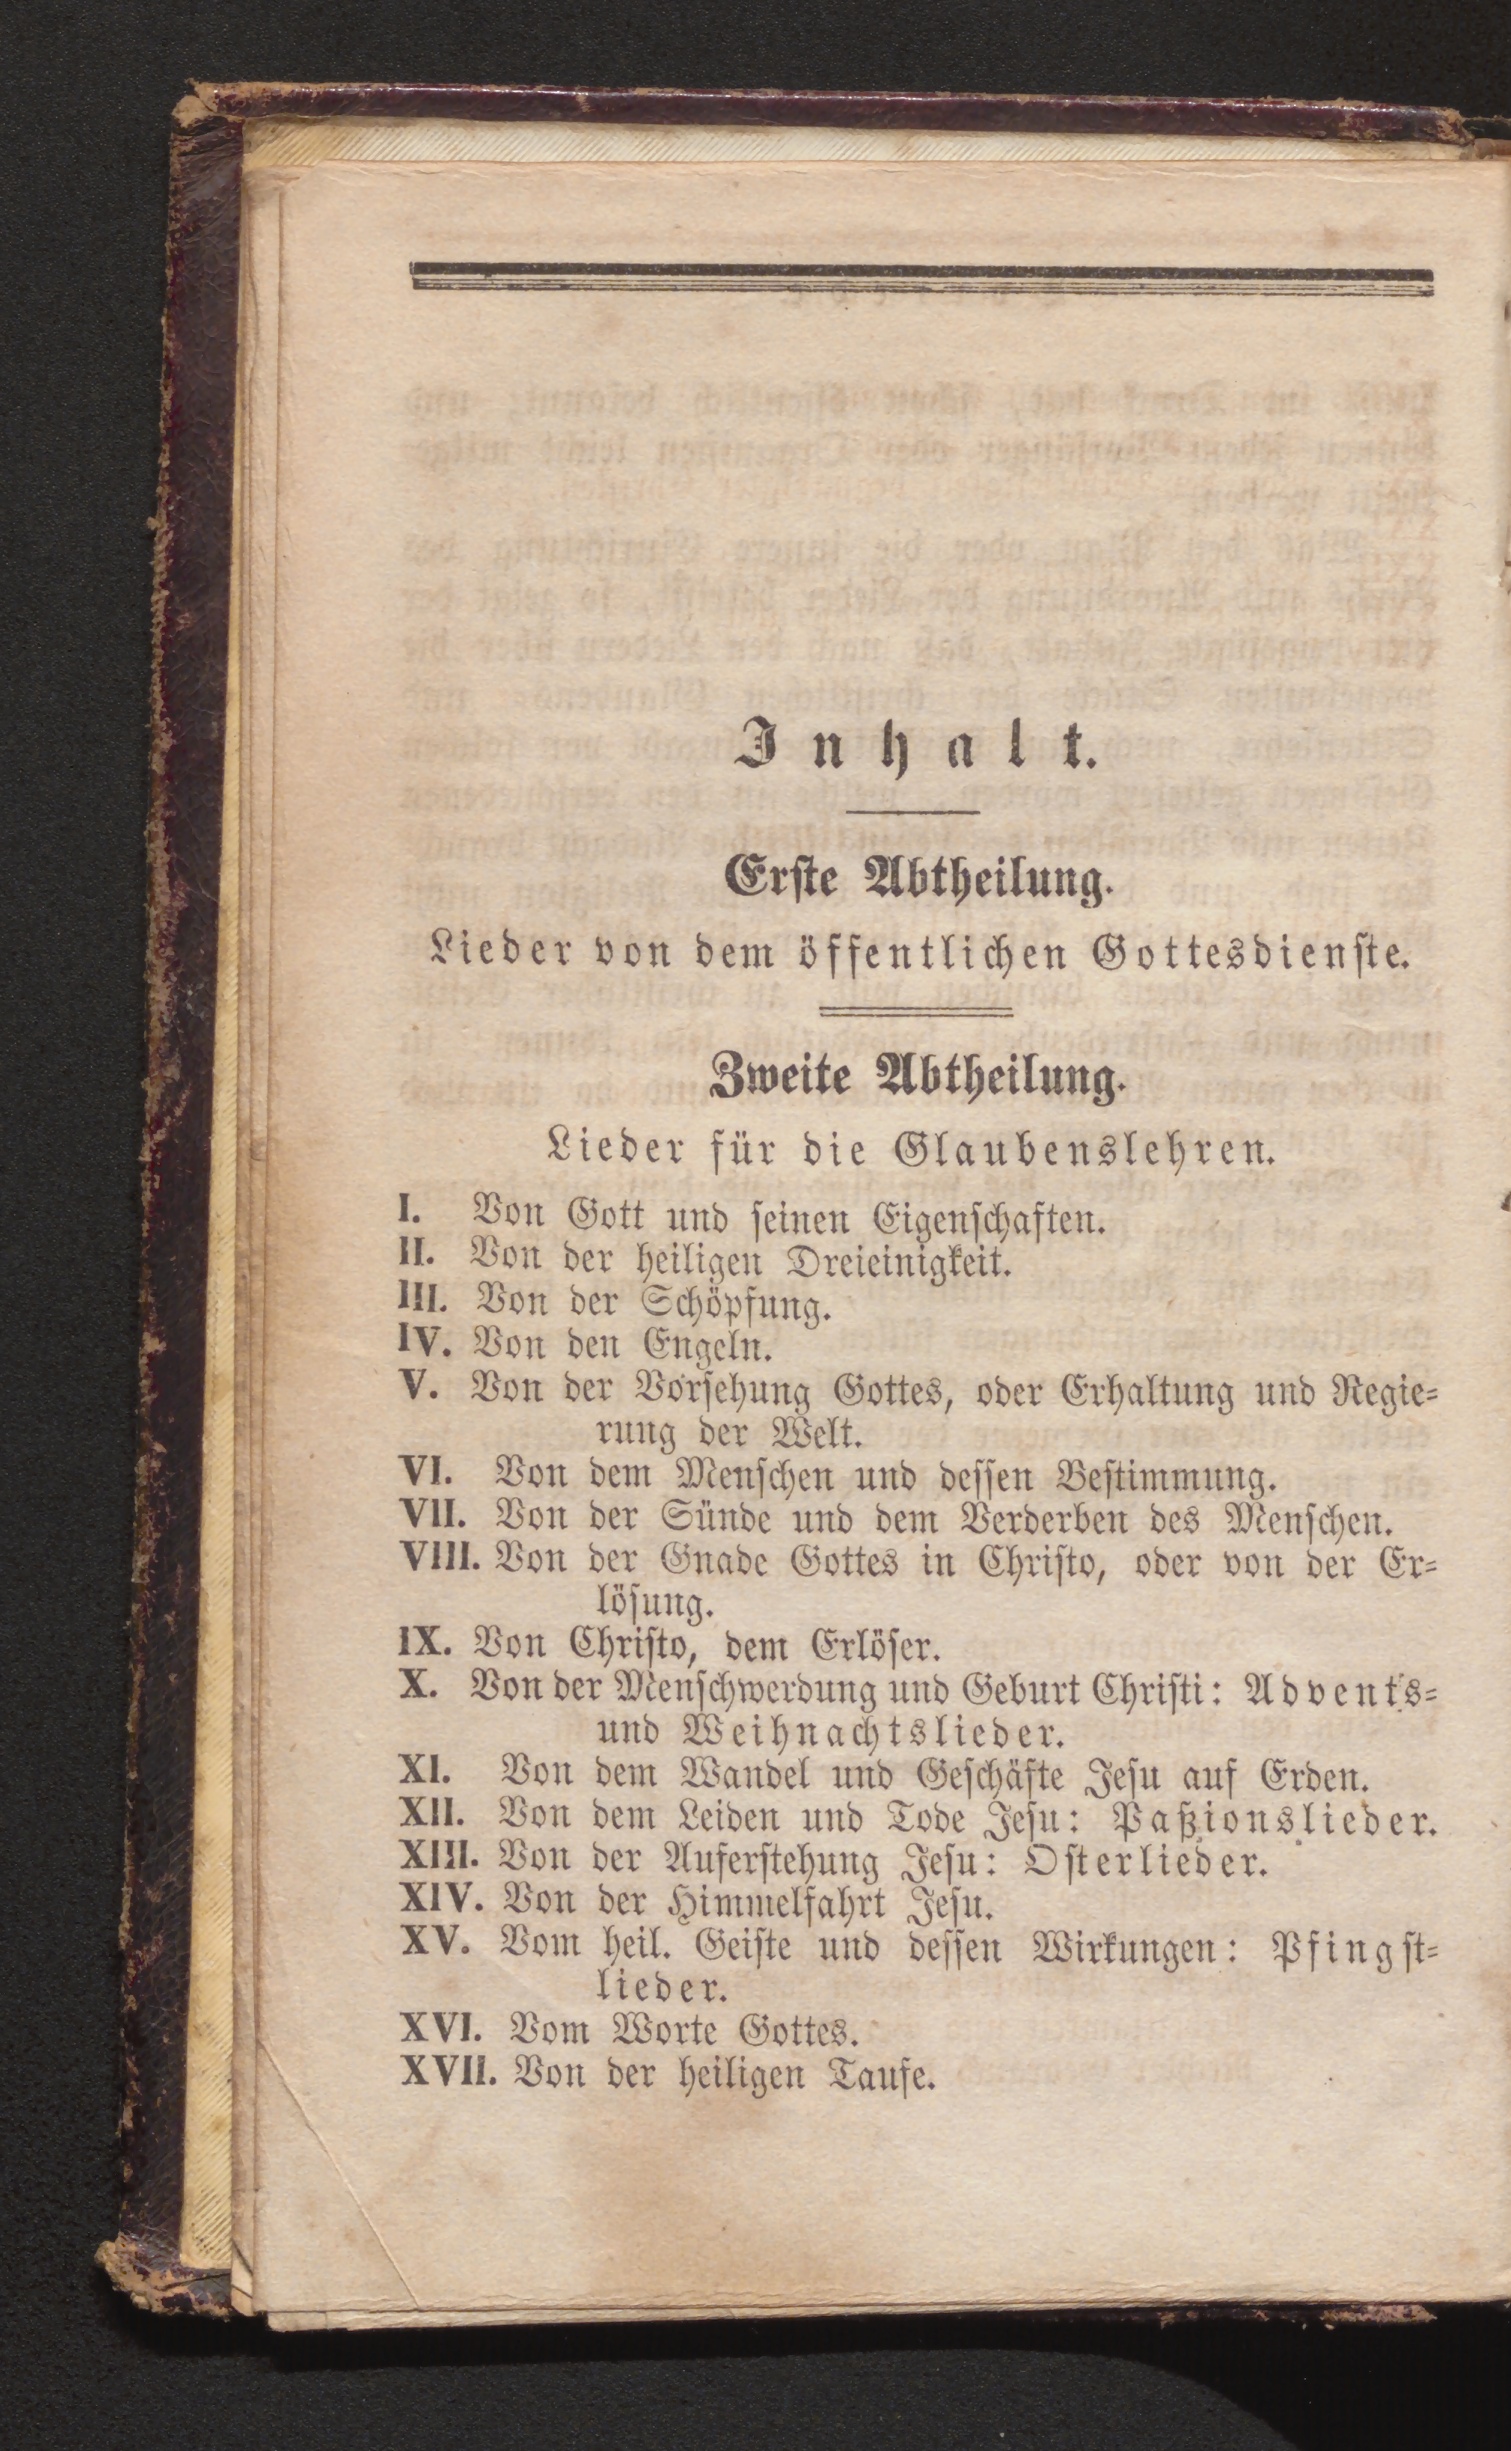 Inhalt.
Erste Abtheilung.
Lieder von dem öffentlichen Gottesdienste.
Zweite Abtheilung.
Lieder für die Glaubenslehren.
I. Von Gott und seinen Eigenschaften.
II. Von der heiligen Dreieinigkeit.
III. Von der Schöpfung.
IV. Von den Engeln.
V. Von der Vorsehung Gottes, oder Erhaltung und Regie-
rung der Welt.
VI. Von dem Menschen und dessen Bestimmung.
VII. Von der Sünde und dem Verderben des Menschen.
VIII. Von der Gnade Gottes in Christo, oder von der Er-
lösung.
IX. Von Christo, dem Erlöser.
X. Von der Menschwerdung und Geburt Christi: Advents-
und Weihnachtslieder.
XI. Von dem Wandel und Geschäfte Jesu auf Erden.
XII. Von dem Leiden und Tode Jesu: Paßionslieder.
XIII. Von der Auferstehung Jesu: Osterlieder.
XIV. Von der Himmelfahrt Jesu.
XV. Vom heil. Geiste und dessen Wirkungen: Pfingst-
lieder.
XVI. Vom Worte Gottes.
XVII. Von der heiligen Taufe.